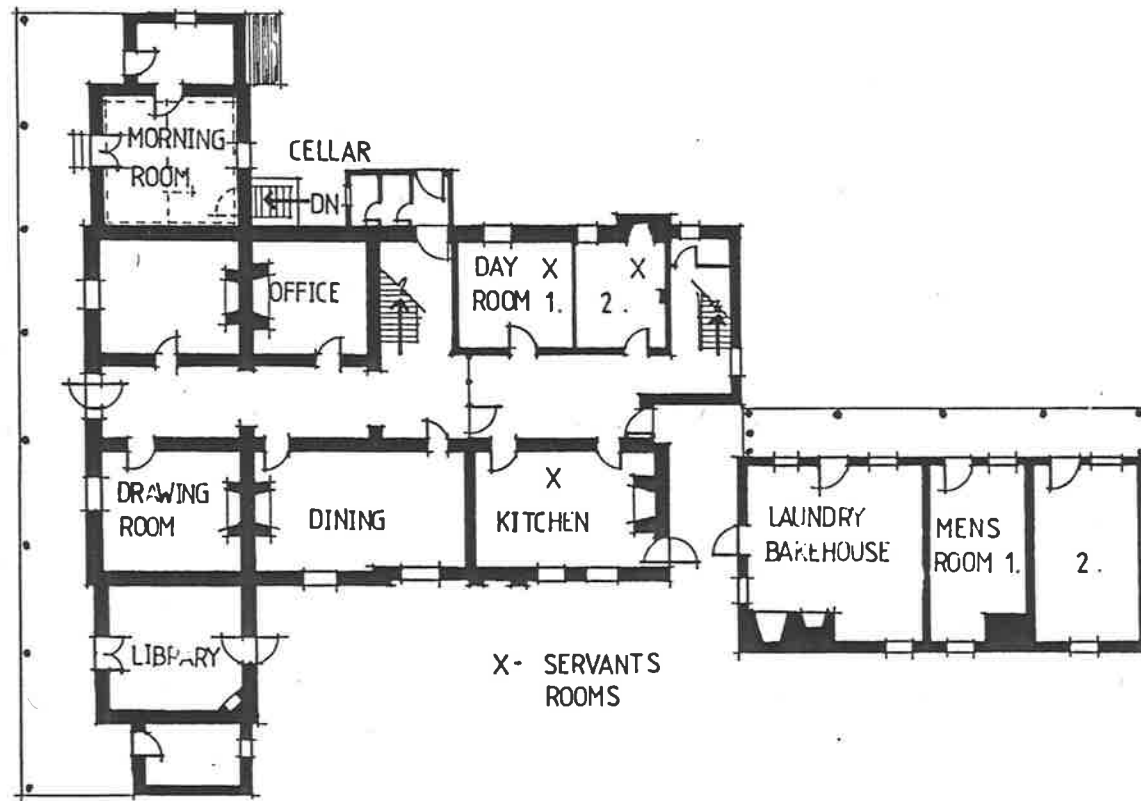 MORNING
ROOM
CELLAR
DN
OFFICE
DAY X
ROOM 1.
X
2.
DRAWING
ROOM
DINING
X
KITCHEN
LAUNDRY
BAKEHOUSE
MENS
ROOM 1.
2.
LIBRARY
X- SERVANTS
ROOMS